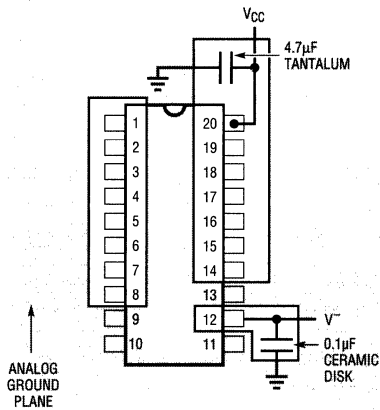 VCC
4.7µF
TANTALUM
1 20
2 19
3 18
4 17
5 16
6 15
7 14
8 13
9 12 V−
10 11
0.1µF
CERAMIC
DISK
ANALOG
GROUND
PLANE